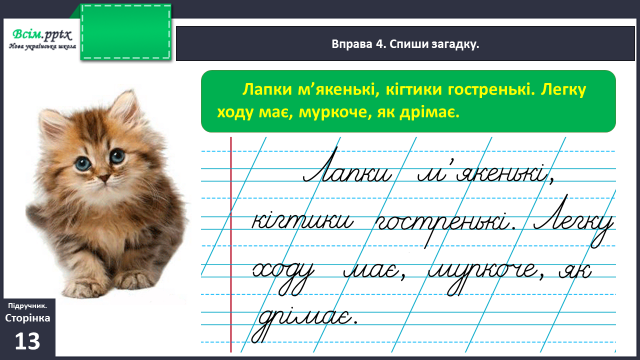 Всім.pptx
Нова українська школа
Вправа 4. Спиши загадку.
Лапки м’якенькі, кігтики гостренькі. Легку
ходу має, муркоче, як дрімає.
Лапки м’якенькі,
кігтики гостренькі. Легку
ходу має, муркоче, як
дрімає.
Підручник.
Сторінка
13